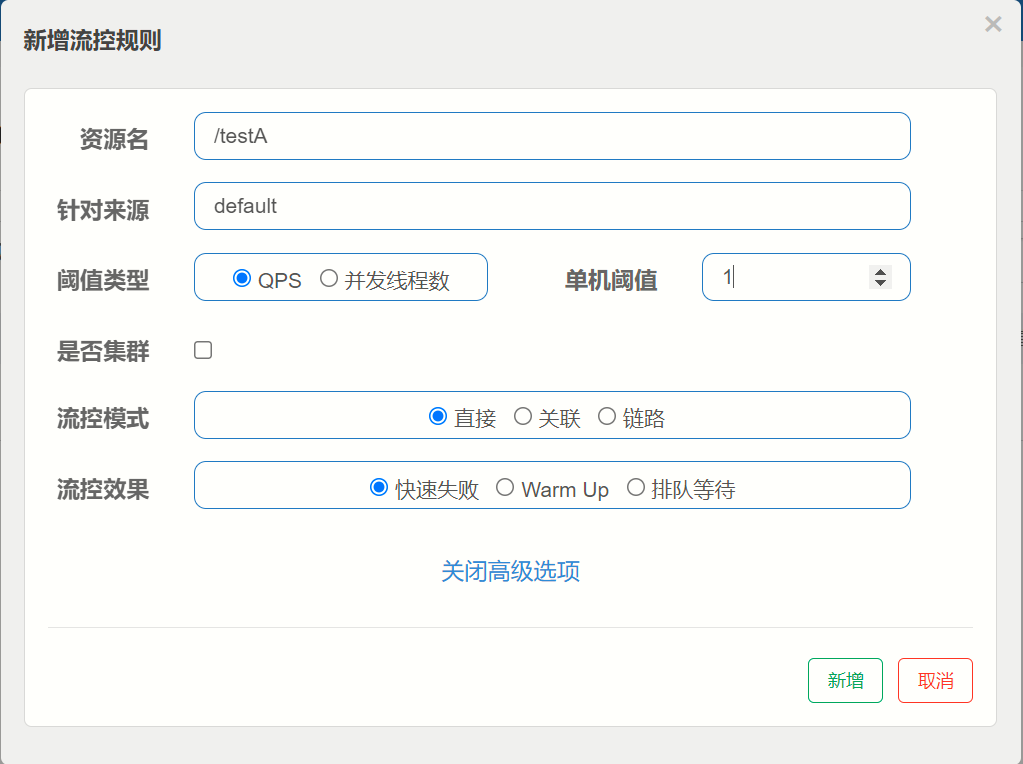 新增流控规则
资源名 /testA
针对来源 default
阈值类型 QPS 并发线程数 单机阈值 1
是否集群
流控模式 直接 关联 链路
流控效果 快速失败 Warm Up 排队等待
关闭高级选项
新增 取消